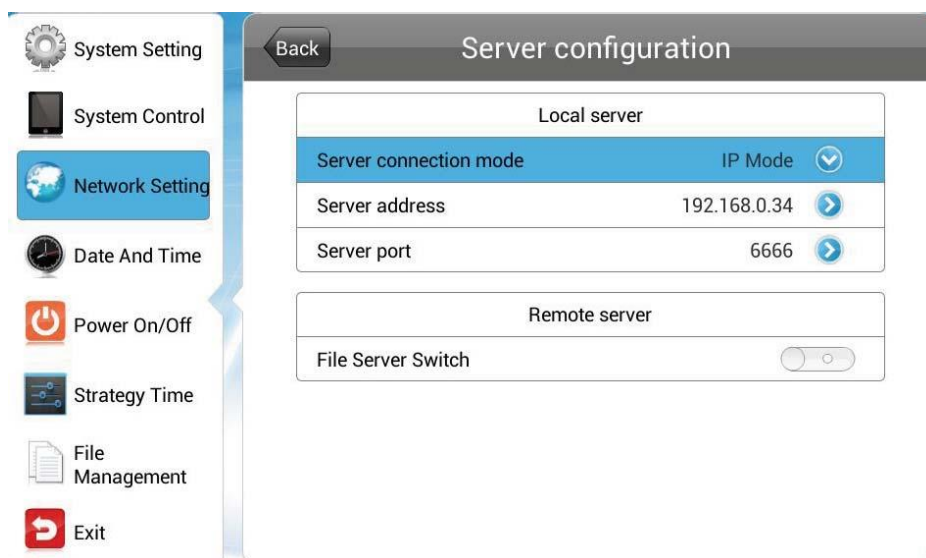 System Setting
System Control
Network Setting
Date And Time
Power On/Off
Strategy Time
File
Management
Exit
Back
Server configuration
Local server
Server connection mode IP Mode
Server address 192.168.0.34
Server port 6666
Remote server
File Server Switch